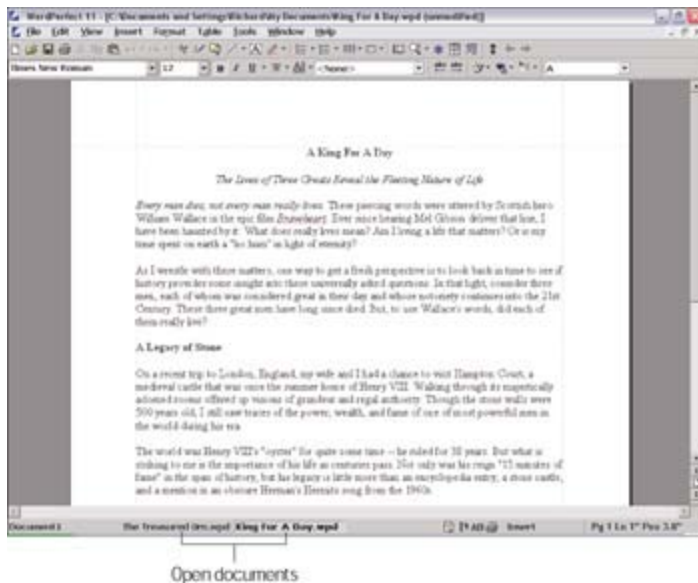 WordPerfect 11 - [C:\Documents and Settings\Richard\My Documents\King For A Day.wpd (unmodified)]
File Edit View Insert Format Table Tools Window Help
Times New Roman 12 <None> A
A King For A Day
The Lives of Three Greats Reveal the Fleeting Nature of Life
Every man dies; not every man really lives. These piercing words were uttered by Scottish hero
William Wallace in the epic film Braveheart. Ever since hearing Mel Gibson deliver that line, I
have been haunted by it. What does really lives mean? Am I living a life that matters? Or is my
time spent on earth a "ho hum" in light of eternity?
As I wrestle with these matters, one way to get a fresh perspective is to look back in time to see if
history provides some insight into these universally asked questions. In that light, consider three
men, each of whom was considered great in their day and whose notoriety continues into the 21st
Century. These three great men have long since died. But, to use Wallace's words, did each of
them really live?
A Legacy of Stone
On a recent trip to London, England, my wife and I had a chance to visit Hampton Court, a
medieval castle that was once the summer home of Henry VIII. Walking through its majestically
adorned rooms offered up visions of grandeur and regal authority. Though the stone walls were
500 years old, I still saw traces of the power, wealth, and fame of one of most powerful men in
the world during his era.
The world was Henry VIII's "oyster" for quite some time -- he ruled for 38 years. But what is
striking to me is the importance of his life as centuries pass. Not only was his reign "15 minutes of
fame" in the span of history, but his legacy is little more than an encyclopedia entry, a stone castle,
and a mention in an obscure Herman's Hermits song from the 1960s.
Document1 the Treasured King For A Day.wpd AB Insert Pg 1 Ln 1" Pos 3.8"
Open documents